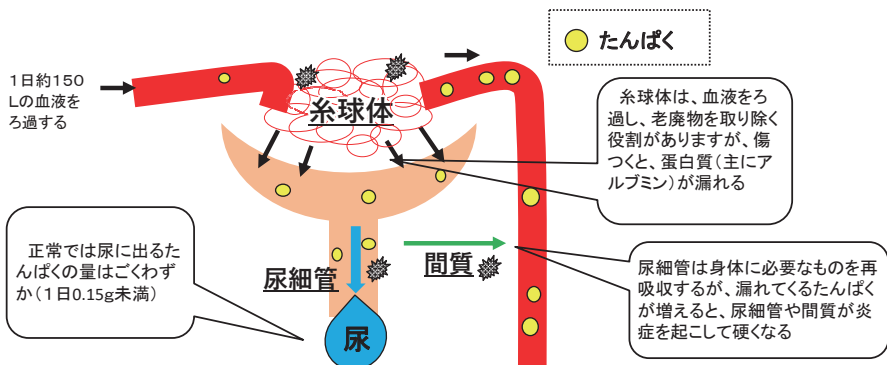 たんぱく
1日約150
Lの血液を
ろ過する
糸球体
糸球体は、血液をろ
過し、老廃物を取り除く
役割がありますが、傷
つくと、蛋白質(主にア
ルブミン)が漏れる
正常では尿に出るた
んぱくの量はごくわず
か(1日0.15g未満)
尿細管
間質
尿細管は身体に必要なものを再
吸収するが、漏れてくるたんぱく
が増えると、尿細管や間質が炎
症を起こして硬くなる
尿